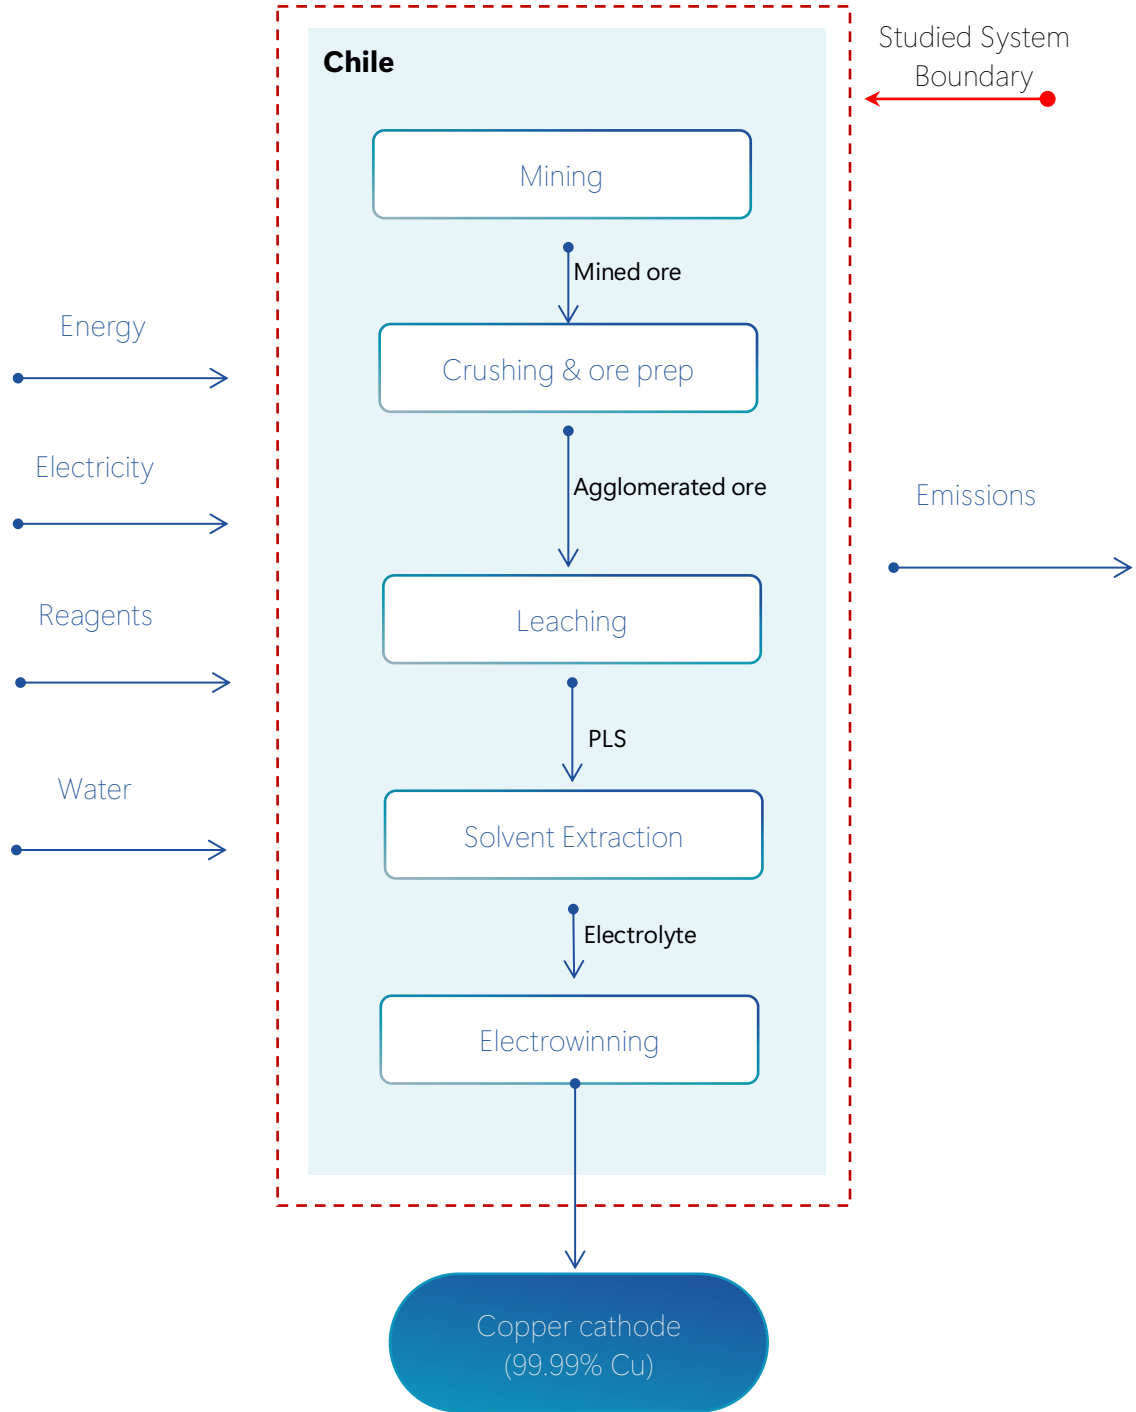 Studied System
Boundary
Chile
Mining
Mined ore
Energy
Crushing & ore prep
Electricity
Agglomerated ore
Emissions
Reagents
Leaching
PLS
Water
Solvent Extraction
Electrolyte
Electrowinning
Copper cathode
(99.99% Cu)